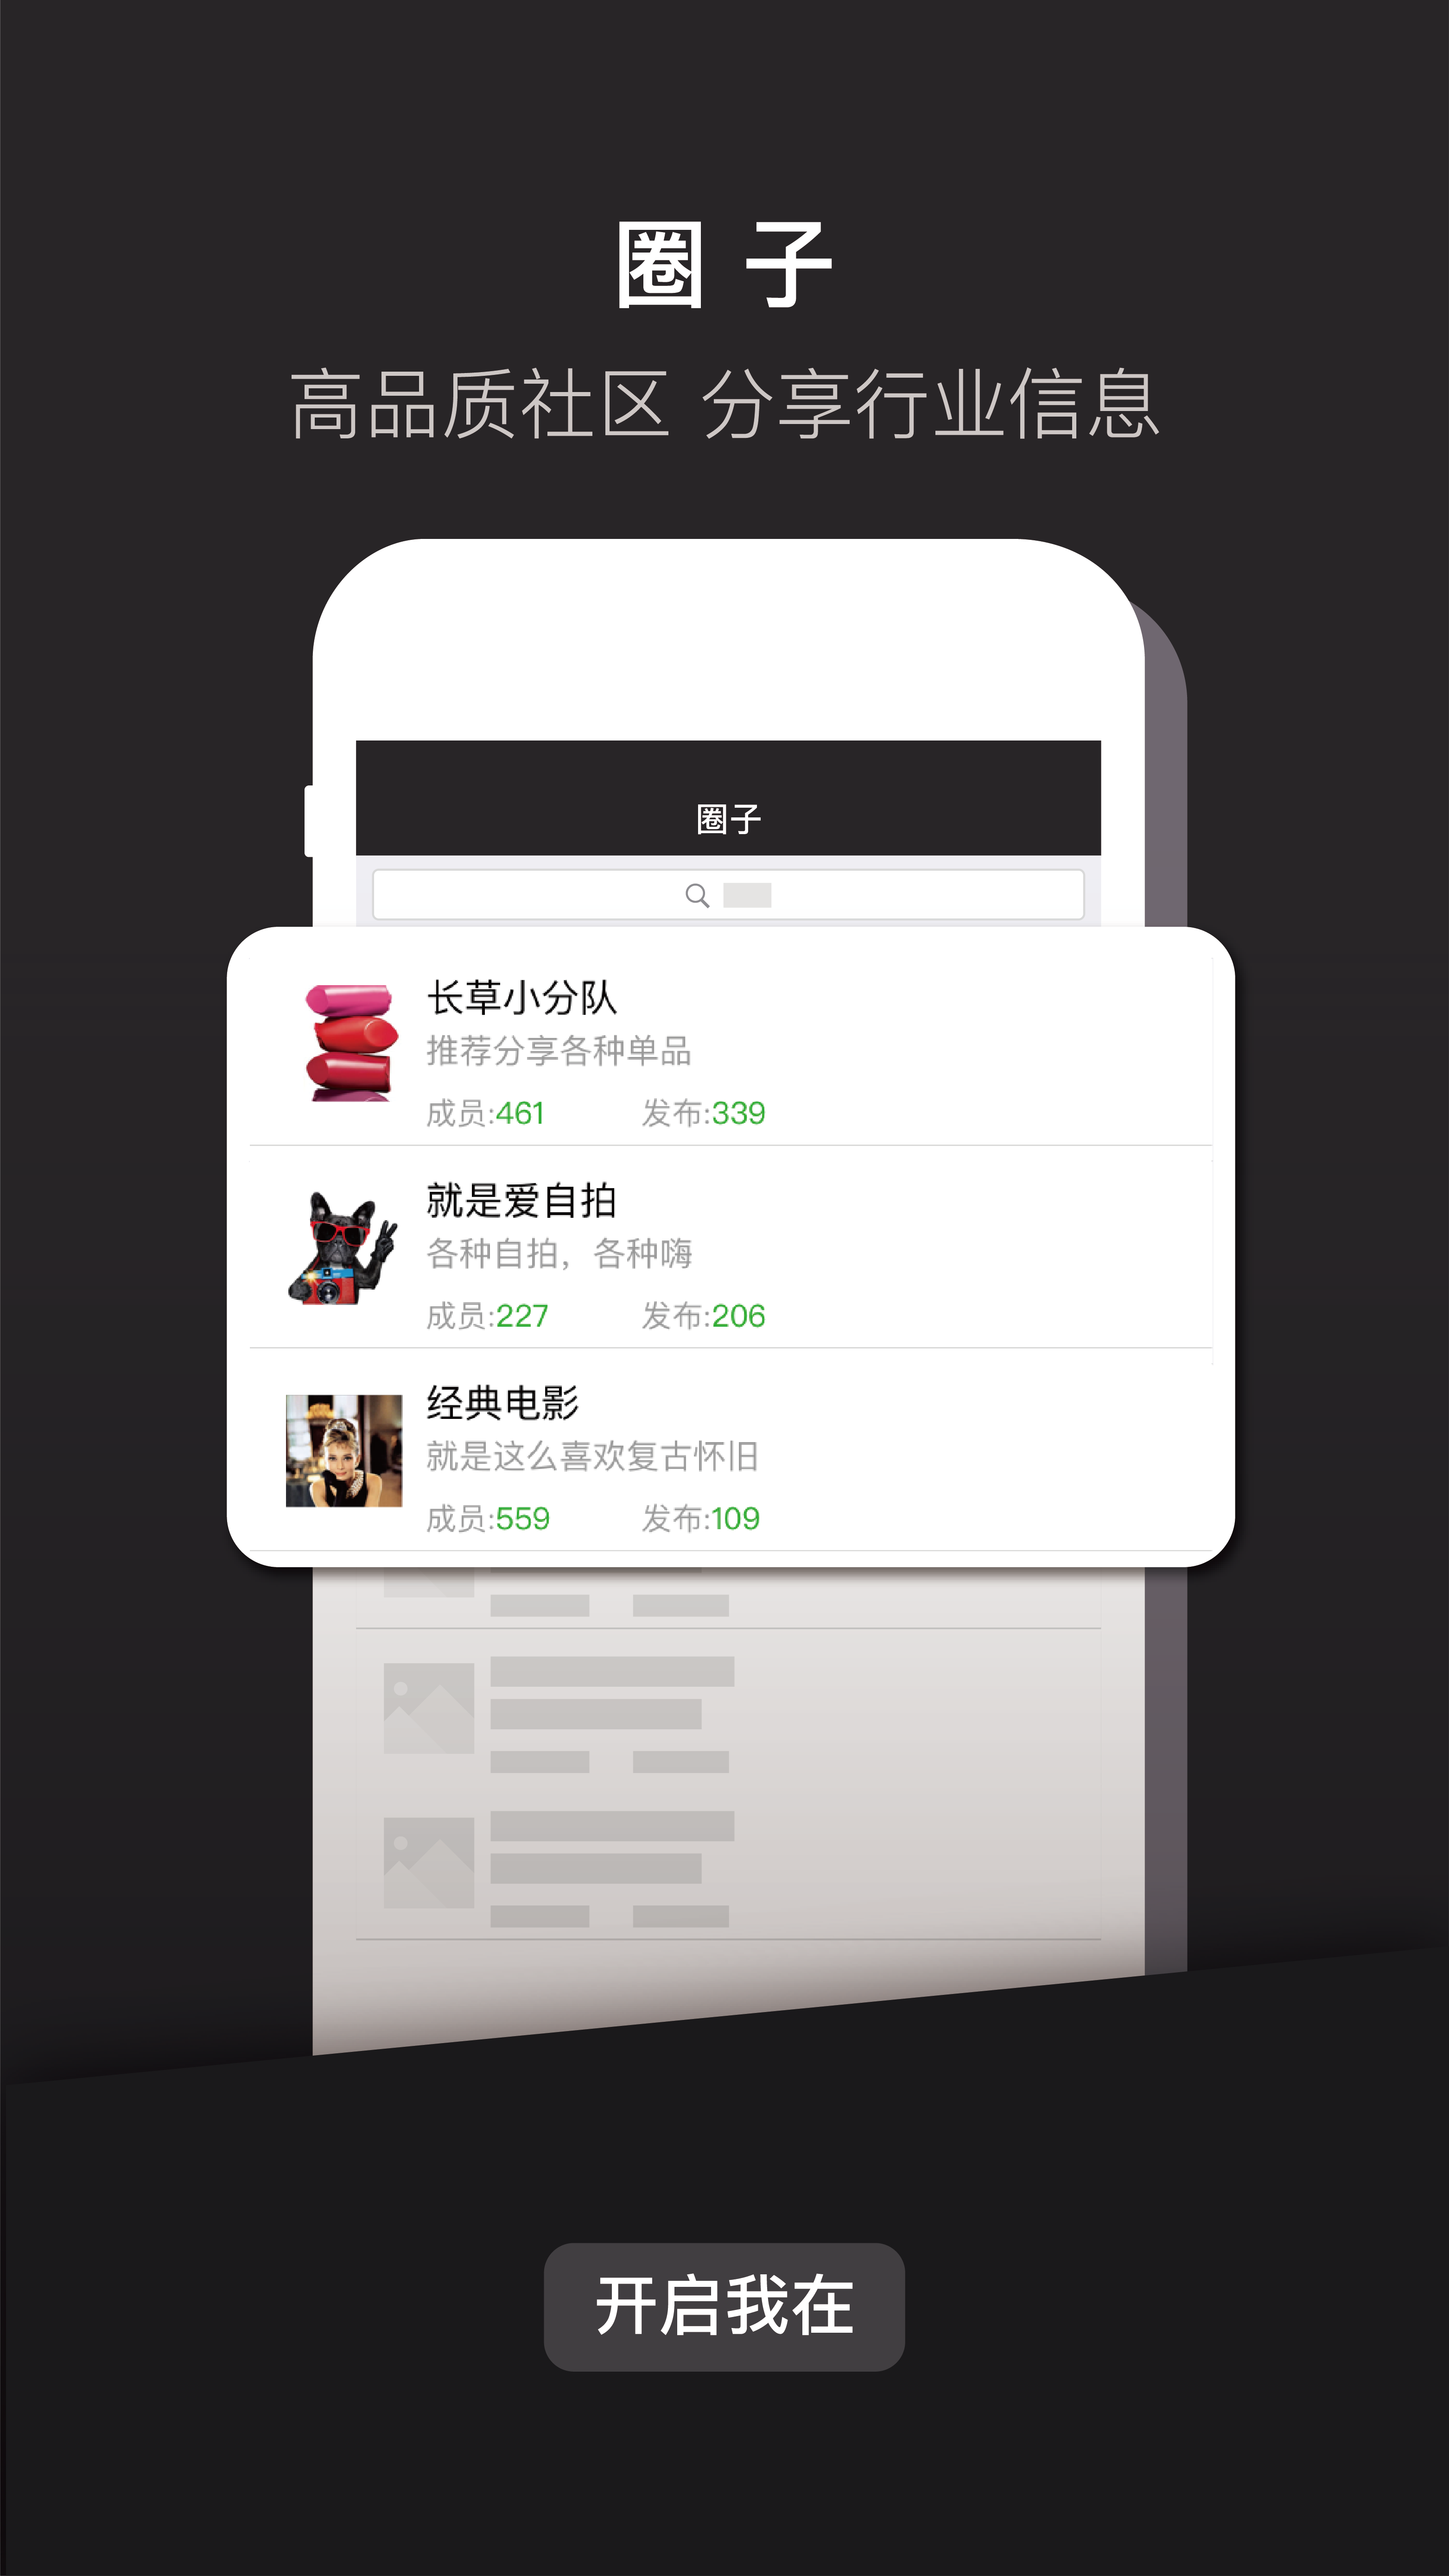 圈子
高品质社区 分享行业信息
圈子
长草小分队
推荐分享各种单品
成员:461 发布:339
就是爱自拍
各种自拍，各种嗨
成员:227 发布:206
经典电影
就是这么喜欢复古怀旧
成员:559 发布:109
开启我在